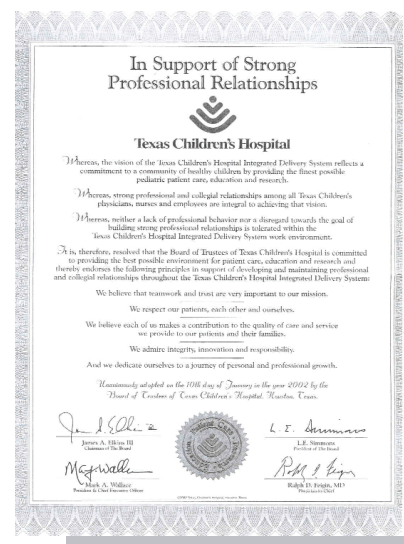 In Support of Strong
Professional Relationships
Texas Children's Hospital
Whereas, the vision of the Texas Children's Hospital Integrated Delivery System reflects a
commitment to a community of healthy children by providing the finest possible
pediatric patient care, education and research.
Whereas, strong professional and collegial relationships among all Texas Children's
physicians, nurses and employees are integral to achieving that vision.
Whereas, neither a lack of professional behavior nor a disregard towards the goal of
building strong professional relationships is tolerated within the
Texas Children's Hospital Integrated Delivery System work environment.
It is, therefore, resolved that the Board of Trustees of Texas Children's Hospital is committed
to providing the best possible environment for patient care, education and research and
thereby endorses the following principles in support of developing and maintaining professional
and collegial relationships throughout the Texas Children's Hospital Integrated Delivery System:
We believe that teamwork and trust are very important to our mission.
We respect our patients, each other and ourselves.
We believe each of us makes a contribution to the quality of care and service
we provide to our patients and their families.
We admire integrity, innovation and responsibility.
And we dedicate ourselves to a journey of personal and professional growth.
Unanimously adopted on the 10th day of January in the year 2002 by the
Board of Trustees of Texas Children's Hospital, Houston, Texas.
James A. Elkins III
Chairman of The Board
L.E. Simmons
President of The Board
Mark A. Wallace
President & Chief Executive Officer
Ralph D. Feigin, MD
Physician-in-Chief